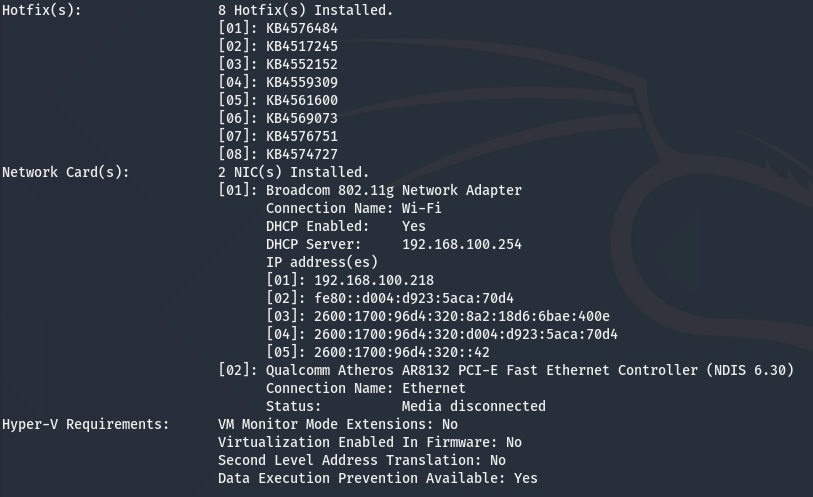 Hotfix(s): 8 Hotfix(s) Installed.
[01]: KB4576484
[02]: KB4517245
[03]: KB4552152
[04]: KB4559309
[05]: KB4561600
[06]: KB4569073
[07]: KB4576751
[08]: KB4574727
Network Card(s): 2 NIC(s) Installed.
[01]: Broadcom 802.11g Network Adapter
Connection Name: Wi-Fi
DHCP Enabled: Yes
DHCP Server: 192.168.100.254
IP address(es)
[01]: 192.168.100.218
[02]: fe80::d004:d923:5aca:70d4
[03]: 2600:1700:96d4:320:8a2:18d6:6bae:400e
[04]: 2600:1700:96d4:320:d004:d923:5aca:70d4
[05]: 2600:1700:96d4:320::42
[02]: Qualcomm Atheros AR8132 PCI-E Fast Ethernet Controller (NDIS 6.30)
Connection Name: Ethernet
Status: Media disconnected
Hyper-V Requirements: VM Monitor Mode Extensions: No
Virtualization Enabled In Firmware: No
Second Level Address Translation: No
Data Execution Prevention Available: Yes